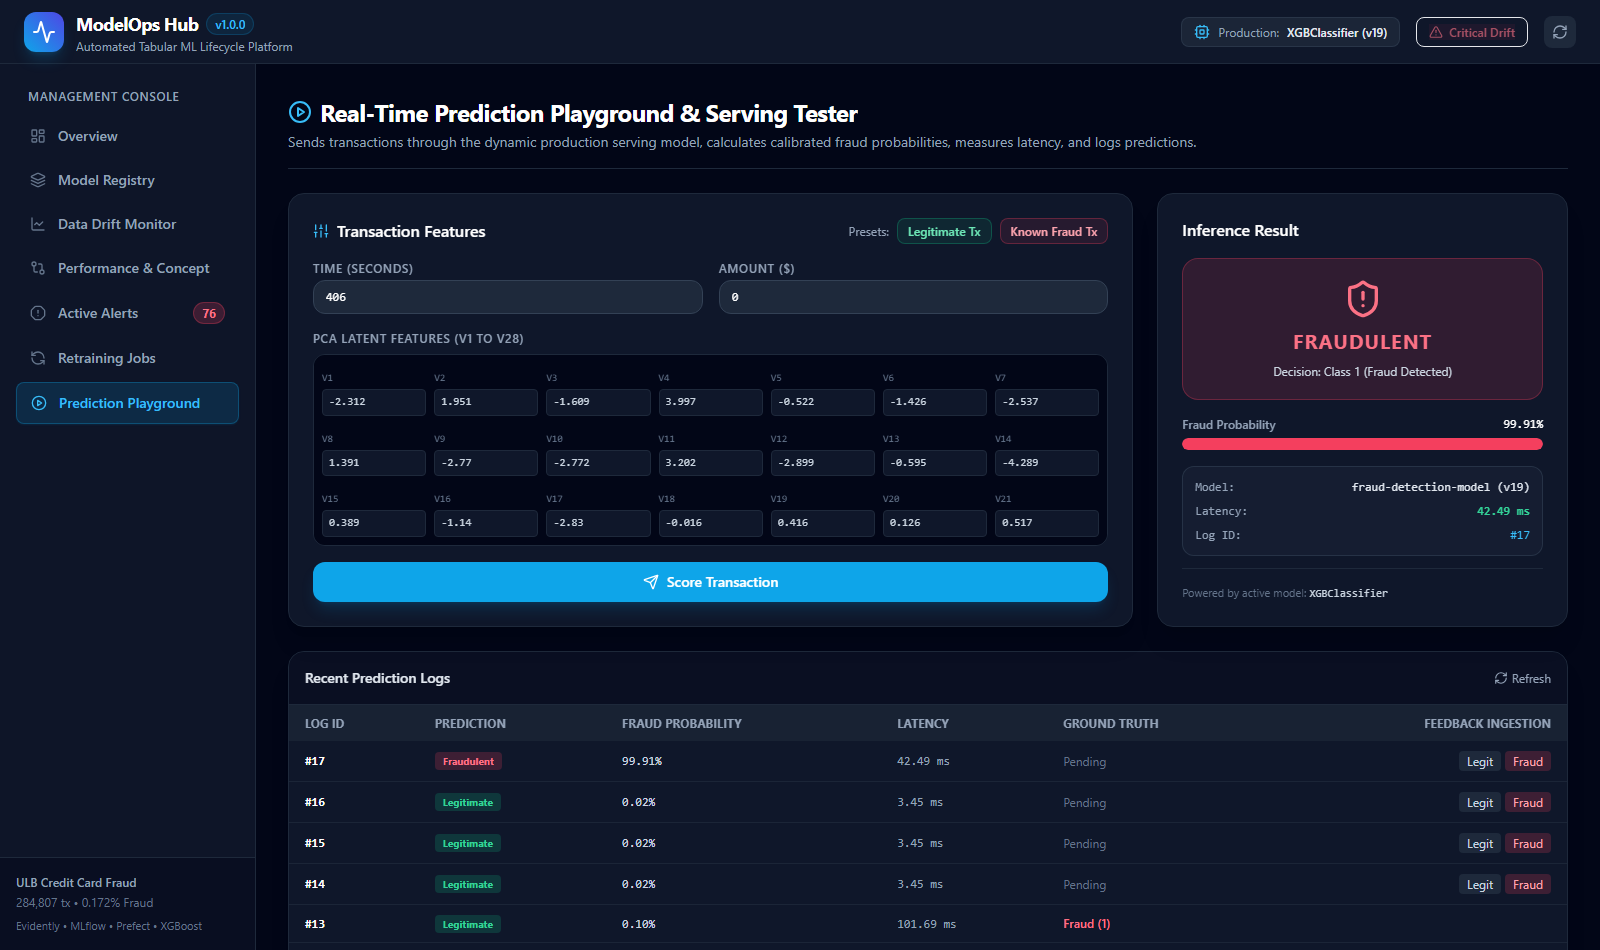 ModelOps Hub v1.0.0
Automated Tabular ML Lifecycle Platform
Production: XGBClassifier (v19)
Critical Drift
MANAGEMENT CONSOLE
Overview
Model Registry
Data Drift Monitor
Performance & Concept
Active Alerts 76
Retraining Jobs
Prediction Playground
ULB Credit Card Fraud
284,807 tx • 0.172% Fraud
Evidently • MLflow • Prefect • XGBoost
Real-Time Prediction Playground & Serving Tester
Sends transactions through the dynamic production serving model, calculates calibrated fraud probabilities, measures latency, and logs predictions.
Transaction Features
Presets: Legitimate Tx Known Fraud Tx
TIME (SECONDS) AMOUNT ($)
406 0
PCA LATENT FEATURES (V1 TO V28)
V1 V2 V3 V4 V5 V6 V7
-2.312 1.951 -1.609 3.997 -0.522 -1.426 -2.537
V8 V9 V10 V11 V12 V13 V14
1.391 -2.77 -2.772 3.202 -2.899 -0.595 -4.289
V15 V16 V17 V18 V19 V20 V21
0.389 -1.14 -2.83 -0.016 0.416 0.126 0.517
Score Transaction
Inference Result
FRAUDULENT
Decision: Class 1 (Fraud Detected)
Fraud Probability 99.91%
Model: fraud-detection-model (v19)
Latency: 42.49 ms
Log ID: #17
Powered by active model: XGBClassifier
Recent Prediction Logs
Refresh
LOG ID PREDICTION FRAUD PROBABILITY LATENCY GROUND TRUTH FEEDBACK INGESTION
#17 Fraudulent 99.91% 42.49 ms Pending Legit Fraud
#16 Legitimate 0.02% 3.45 ms Pending Legit Fraud
#15 Legitimate 0.02% 3.45 ms Pending Legit Fraud
#14 Legitimate 0.02% 3.45 ms Pending Legit Fraud
#13 Legitimate 0.10% 101.69 ms Fraud (1)